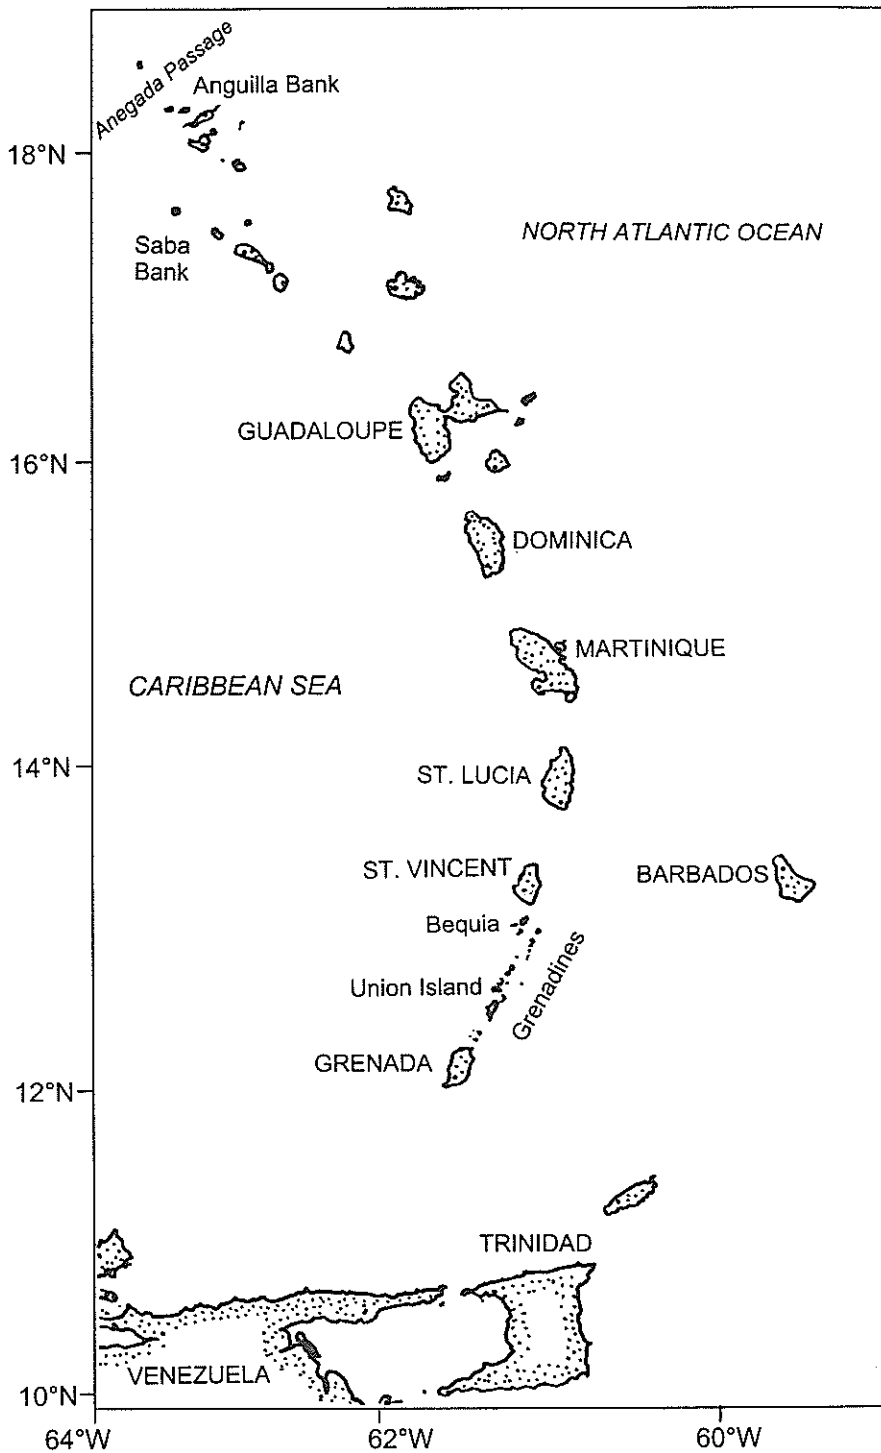 Anegada Passage
Anguilla Bank
18°N
NORTH ATLANTIC OCEAN
Saba
Bank
GUADALOUPE
16°N
DOMINICA
MARTINIQUE
CARIBBEAN SEA
14°N
ST. LUCIA
ST. VINCENT
BARBADOS
Bequia
Union Island
Grenadines
GRENADA
12°N
TRINIDAD
VENEZUELA
10°N
64°W
62°W
60°W